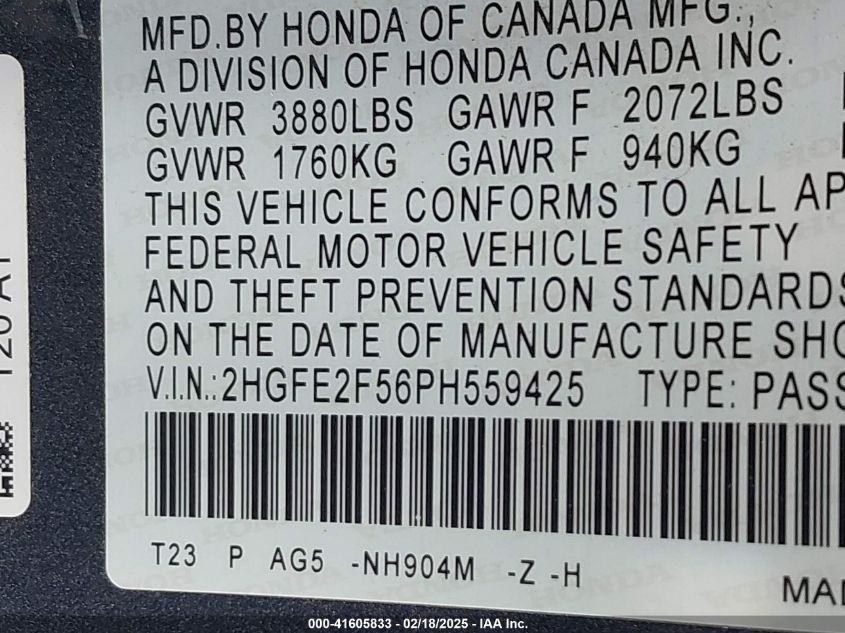 MFD.BY HONDA OF CANADA MFG.,
A DIVISION OF HONDA CANADA INC.
GVWR 3880LBS GAWR F 2072LBS
GVWR 1760KG GAWR F 940KG
THIS VEHICLE CONFORMS TO ALL AP
FEDERAL MOTOR VEHICLE SAFETY
AND THEFT PREVENTION STANDARDS
ON THE DATE OF MANUFACTURE SHO
V.I.N.:2HGFE2F56PH559425 TYPE: PASS
T23 P AG5 -NH904M -Z -H
MAD
000-41605833 - 02/18/2025 - IAA Inc.